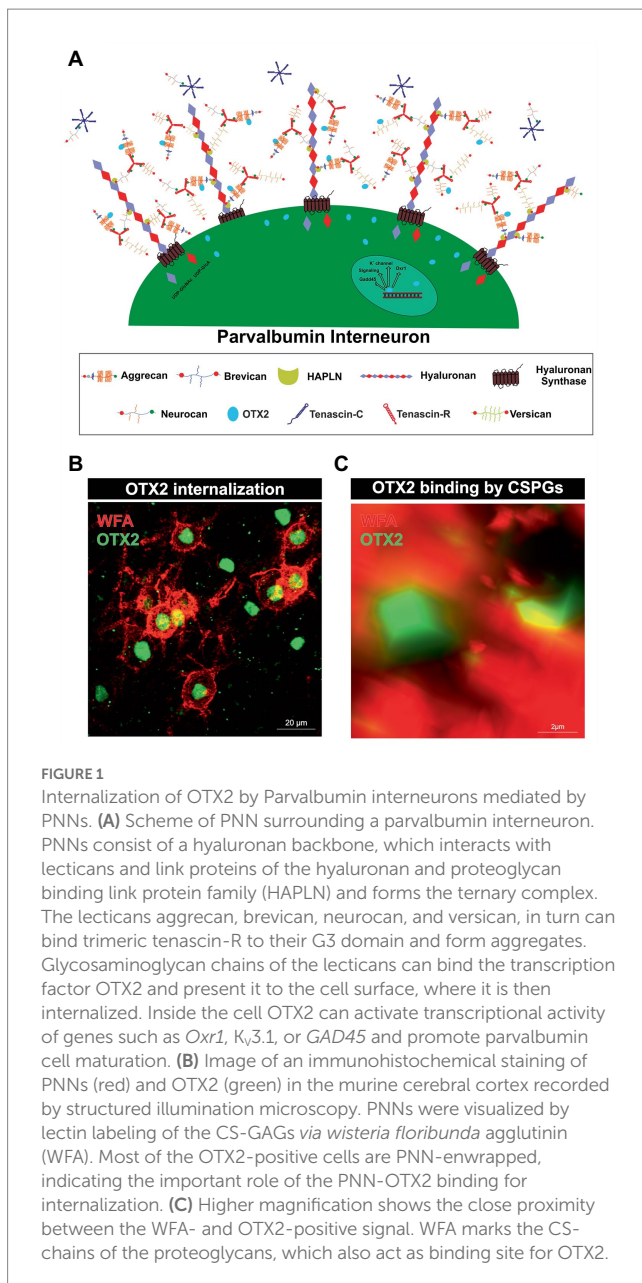 A
UDP-GlcNAc UDP-GlcA
K⁺ channel
Signaling
Oxr1
Gadd45
Parvalbumin Interneuron
Aggrecan
Brevican
HAPLN
Hyaluronan
Hyaluronan
Synthase
Neurocan
OTX2
Tenascin-C
Tenascin-R
Versican
B
C
OTX2 internalization
OTX2 binding by CSPGs
WFA
OTX2
20 µm
WFA
OTX2
2µm
FIGURE 1
Internalization of OTX2 by Parvalbumin interneurons mediated by
PNNs. (A) Scheme of PNN surrounding a parvalbumin interneuron.
PNNs consist of a hyaluronan backbone, which interacts with
lecticans and link proteins of the hyaluronan and proteoglycan
binding link protein family (HAPLN) and forms the ternary complex.
The lecticans aggrecan, brevican, neurocan, and versican, in turn can
bind trimeric tenascin-R to their G3 domain and form aggregates.
Glycosaminoglycan chains of the lecticans can bind the transcription
factor OTX2 and present it to the cell surface, where it is then
internalized. Inside the cell OTX2 can activate transcriptional activity
of genes such as Oxr1, KV3.1, or GAD45 and promote parvalbumin
cell maturation. (B) Image of an immunohistochemical staining of
PNNs (red) and OTX2 (green) in the murine cerebral cortex recorded
by structured illumination microscopy. PNNs were visualized by
lectin labeling of the CS-GAGs via wisteria floribunda agglutinin
(WFA). Most of the OTX2-positive cells are PNN-enwrapped,
indicating the important role of the PNN-OTX2 binding for
internalization. (C) Higher magnification shows the close proximity
between the WFA- and OTX2-positive signal. WFA marks the CS-
chains of the proteoglycans, which also act as binding site for OTX2.